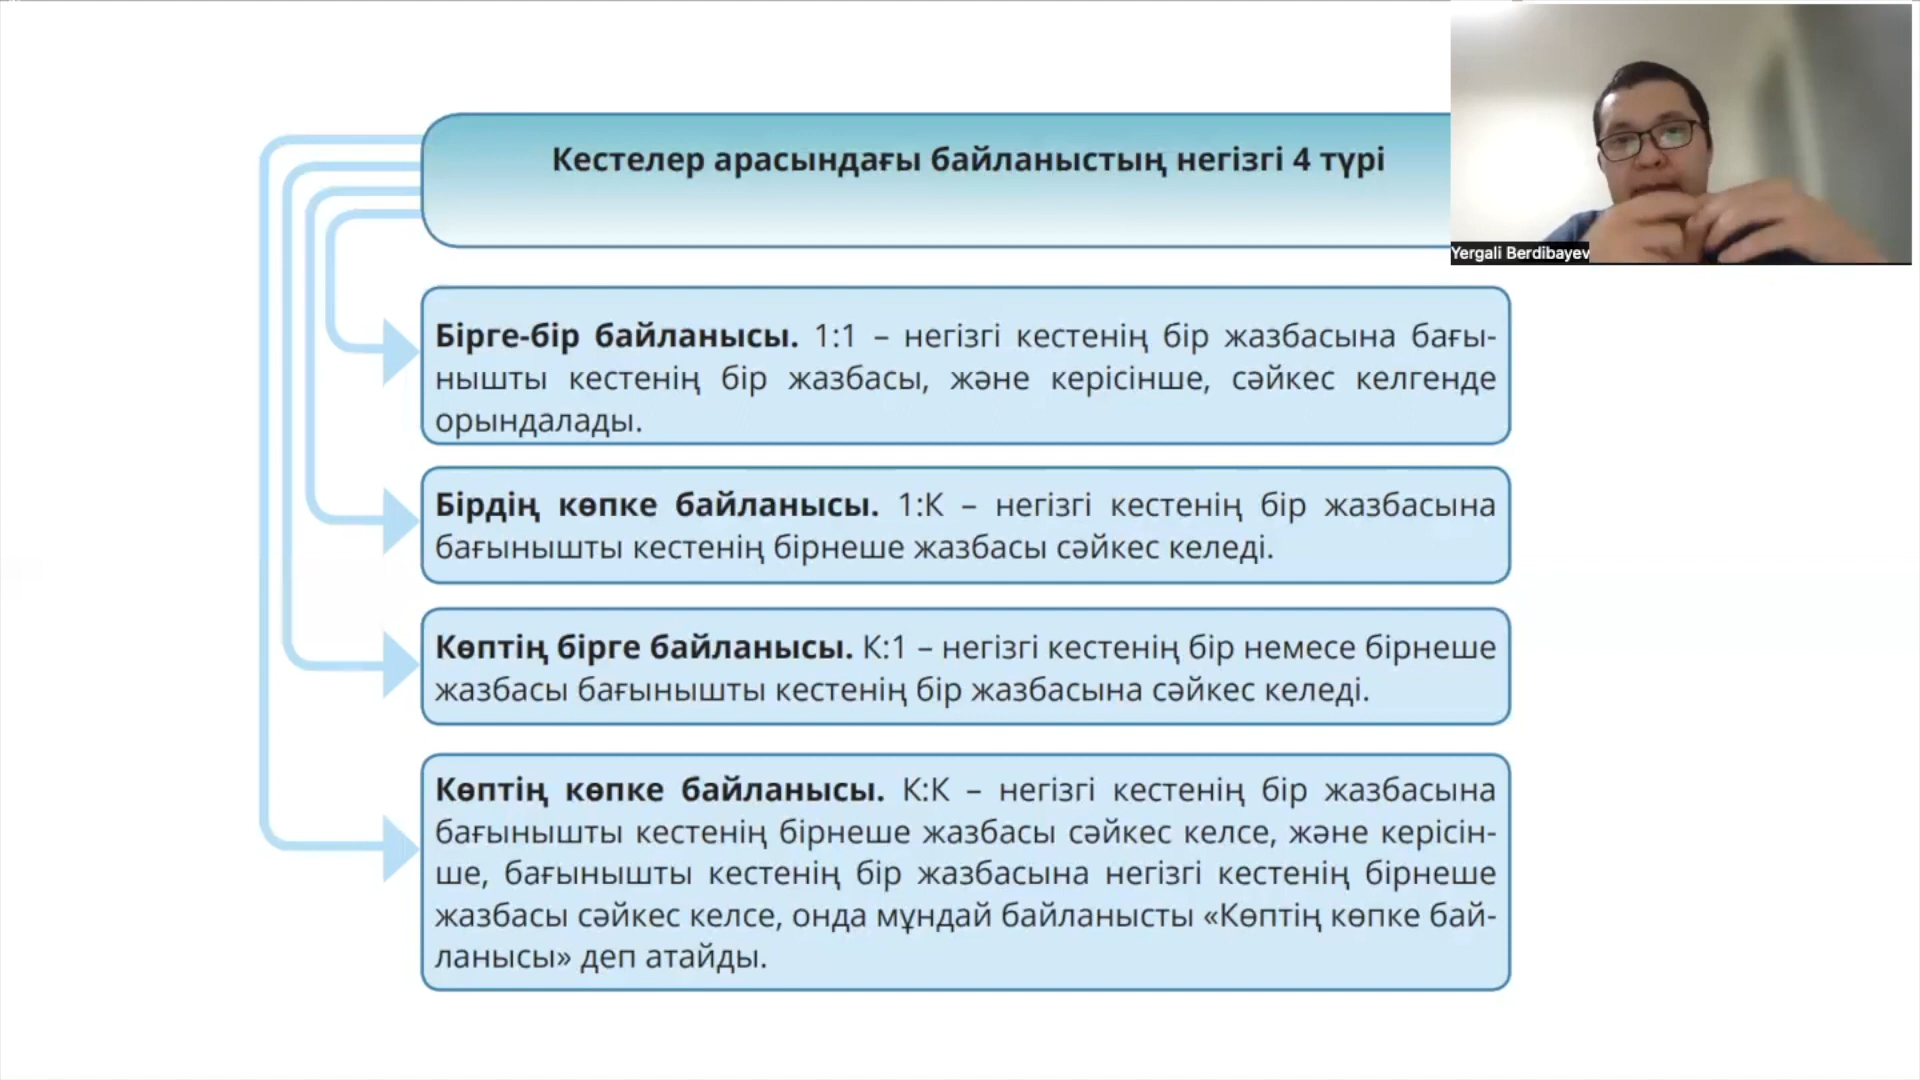 Кестелер арасындағы байланыстың негізгі 4 түрі
Yergali Berdibayev
Бірге-бір байланысы. 1:1 – негізгі кестенің бір жазбасына бағы-
нышты кестенің бір жазбасы, және керісінше, сәйкес келгенде
орындалады.
Бірдің көпке байланысы. 1:К – негізгі кестенің бір жазбасына
бағынышты кестенің бірнеше жазбасы сәйкес келеді.
Көптің бірге байланысы. К:1 – негізгі кестенің бір немесе бірнеше
жазбасы бағынышты кестенің бір жазбасына сәйкес келеді.
Көптің көпке байланысы. К:К – негізгі кестенің бір жазбасына
бағынышты кестенің бірнеше жазбасы сәйкес келсе, және керісін-
ше, бағынышты кестенің бір жазбасына негізгі кестенің бірнеше
жазбасы сәйкес келсе, онда мұндай байланысты «Көптің көпке бай-
ланысы» деп атайды.